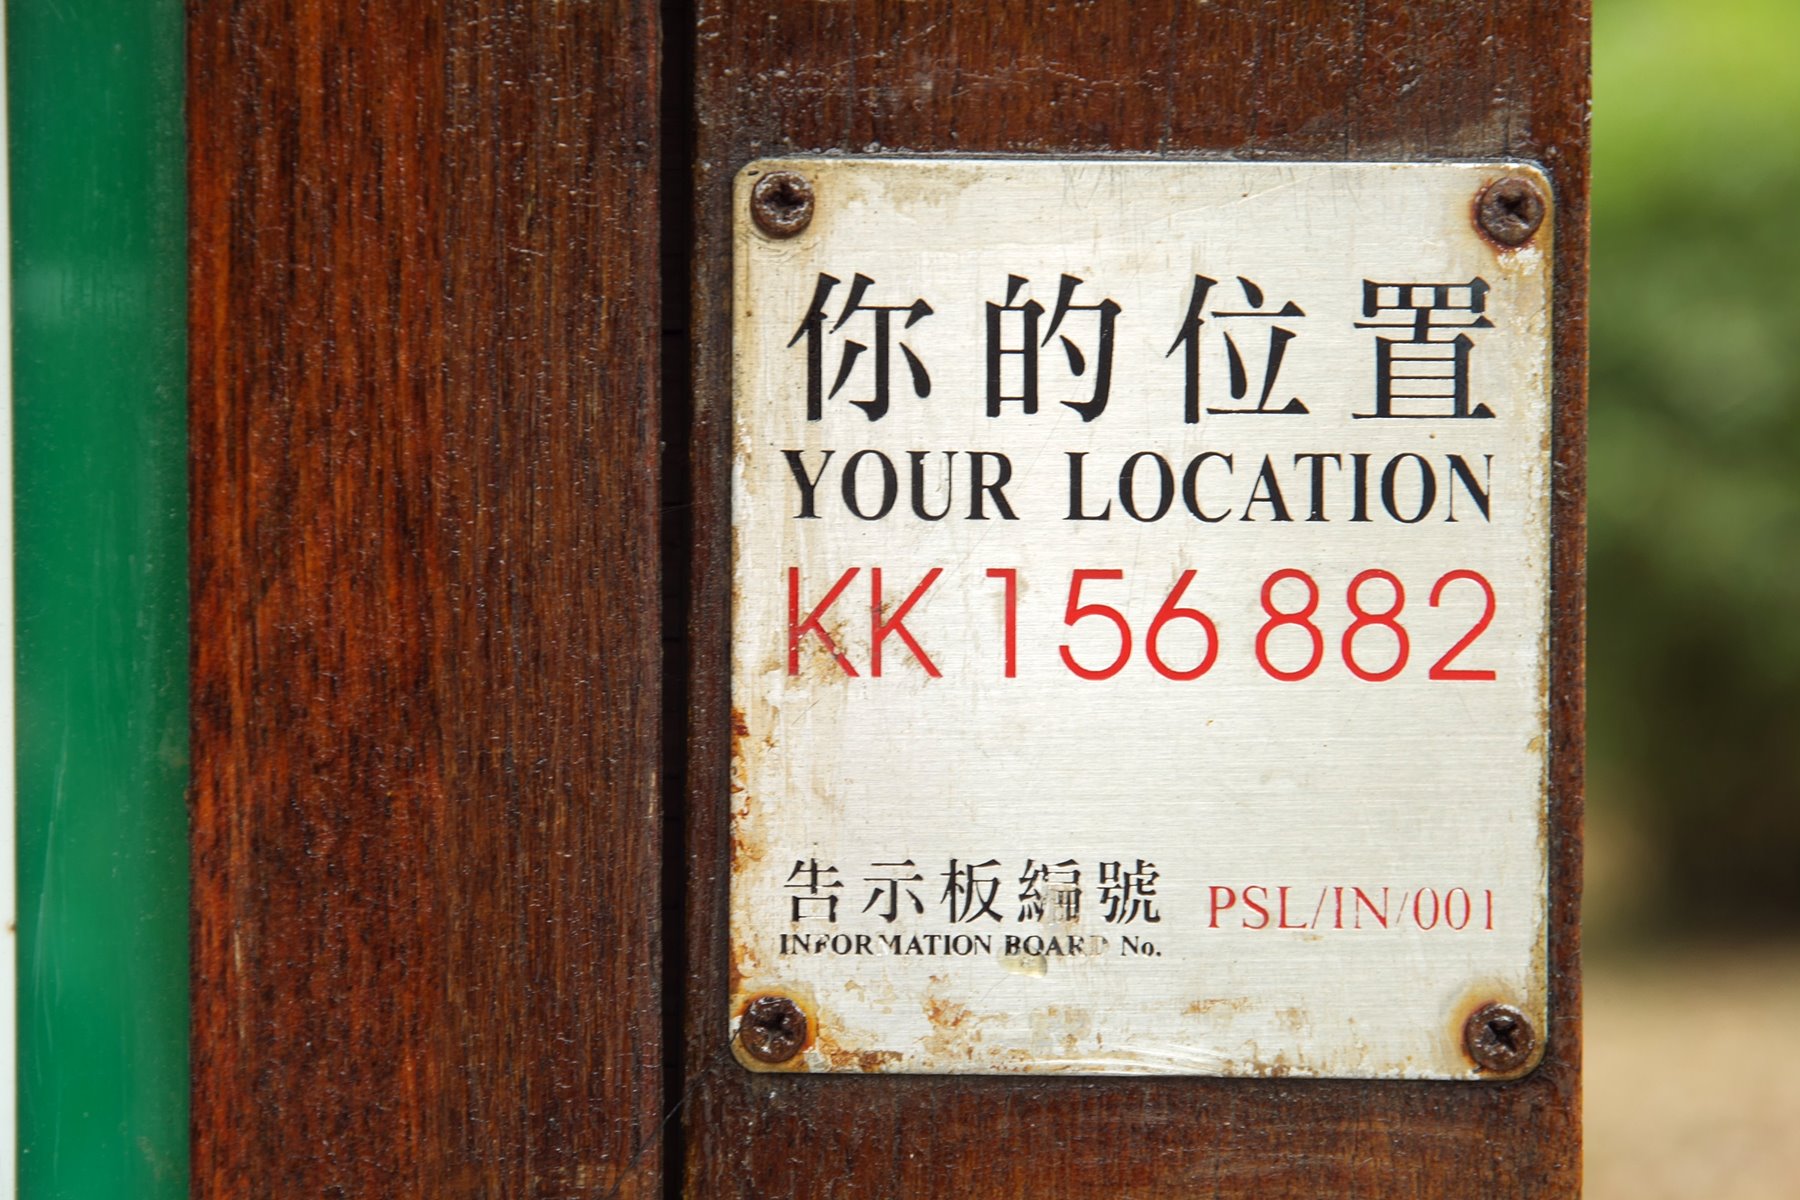 你的位置
YOUR LOCATION
KK 156 882
告示板編號 PSL/IN/001
INFORMATION BOARD No.